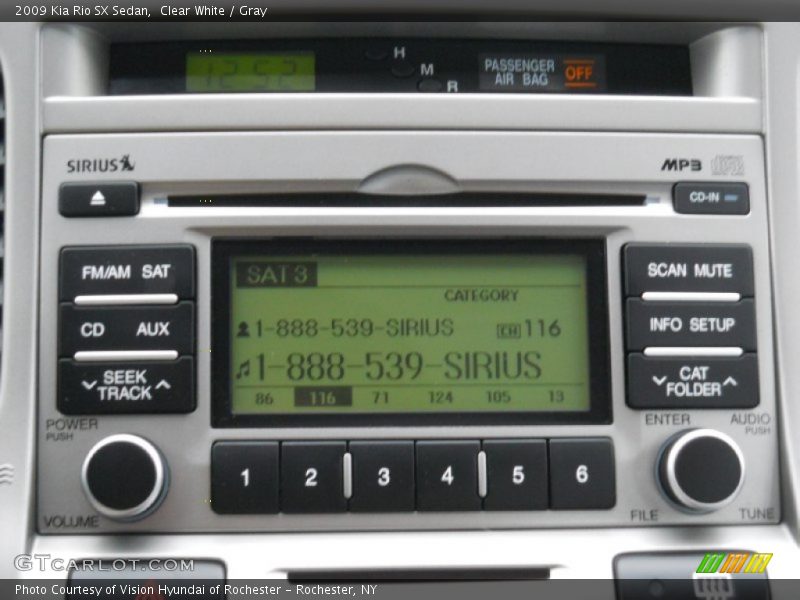 2009 Kia Rio SX Sedan,  Clear White / Gray
12:52
H
M
R
PASSENGER
AIR BAG OFF
SIRIUS
MP3
CD-IN
FM/AM SAT
SCAN MUTE
CD AUX
INFO SETUP
SEEK
TRACK
CAT
FOLDER
SAT 3
CATEGORY
1-888-539-SIRIUS CH 116
1-888-539-SIRIUS
86 116 71 124 105 13
POWER
PUSH
ENTER
AUDIO
PUSH
1 2 3 4 5 6
VOLUME
FILE
TUNE
GTCARLOT.COM
Photo Courtesy of Vision Hyundai of Rochester – Rochester, NY